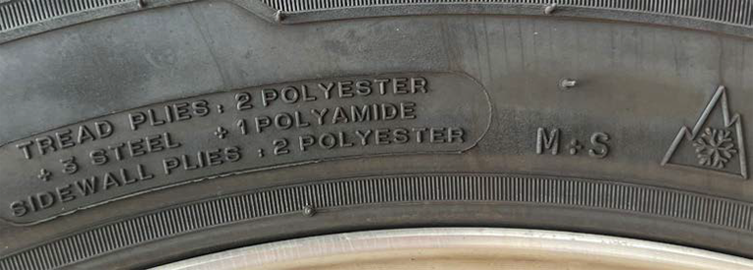 TREAD PLIES: 2 POLYESTER
+ 3 STEEL + 1 POLYAMIDE
SIDEWALL PLIES : 2 POLYESTER
M+S